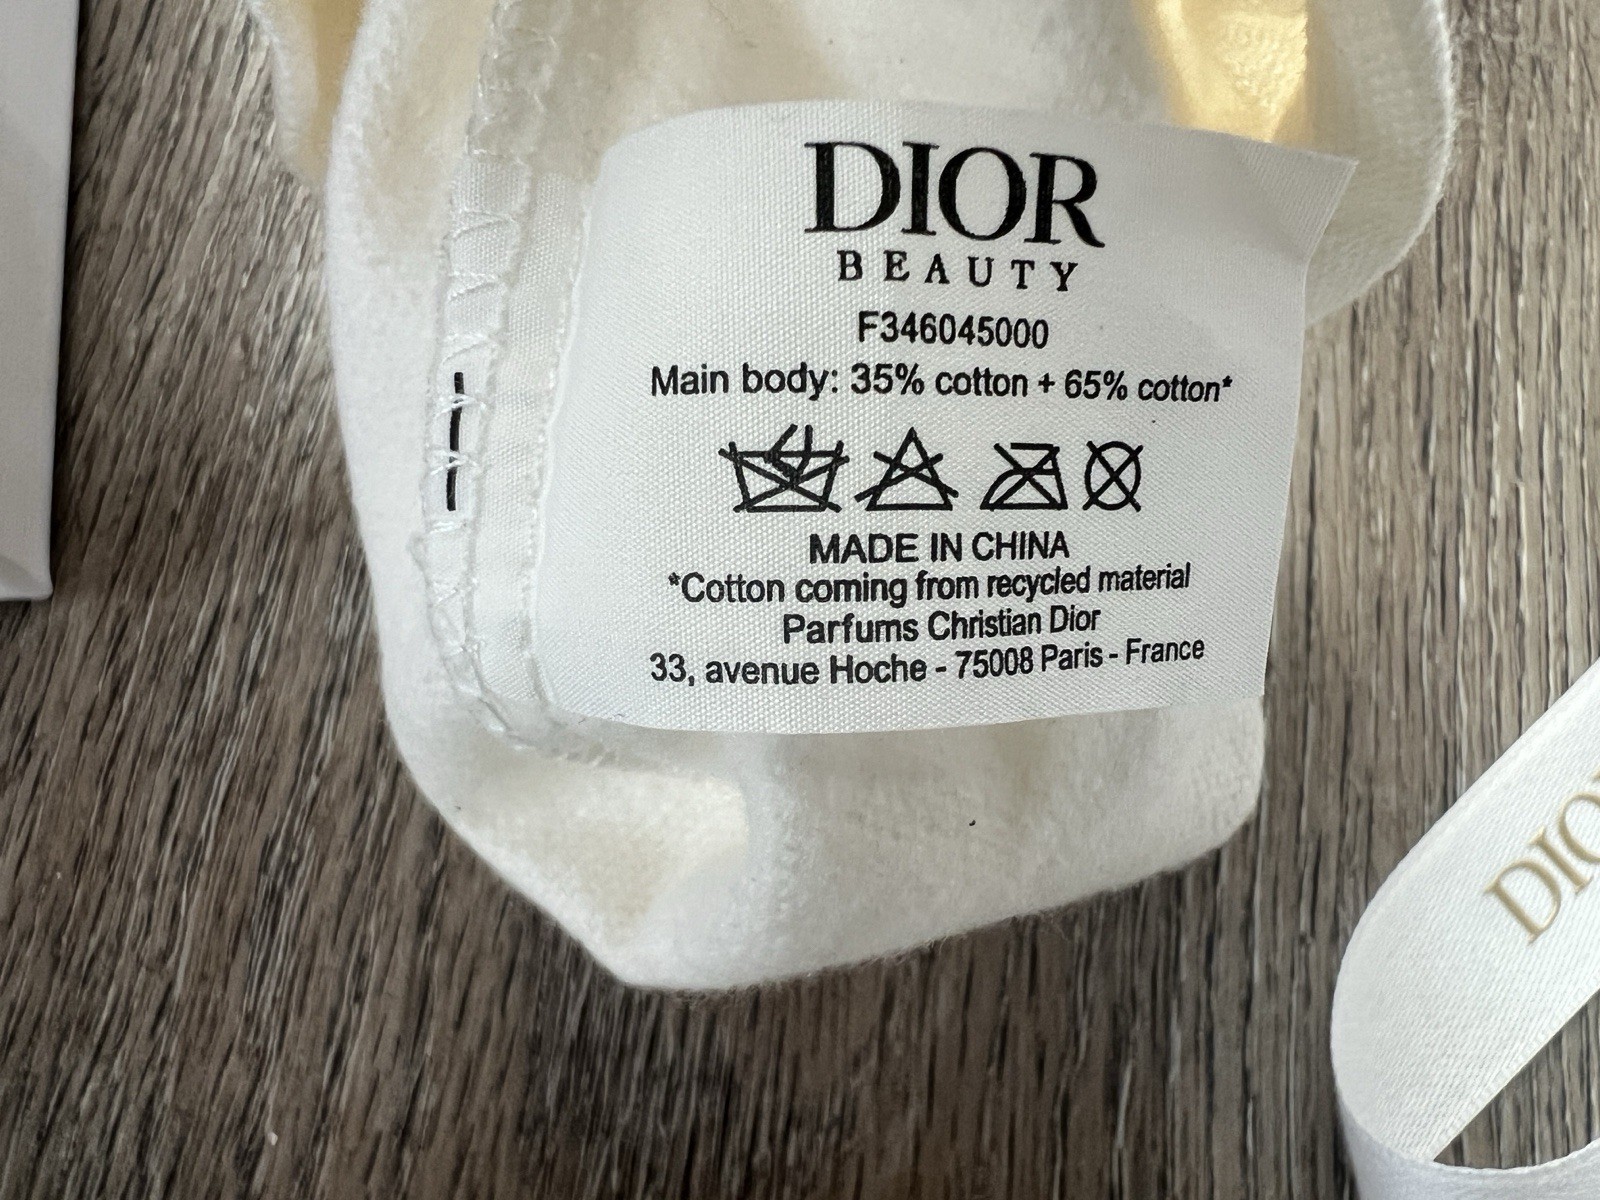 DIOR
BEAUTY
F346045000
Main body: 35% cotton + 65% cotton*
MADE IN CHINA
*Cotton coming from recycled material
Parfums Christian Dior
33, avenue Hoche - 75008 Paris - France
DIO